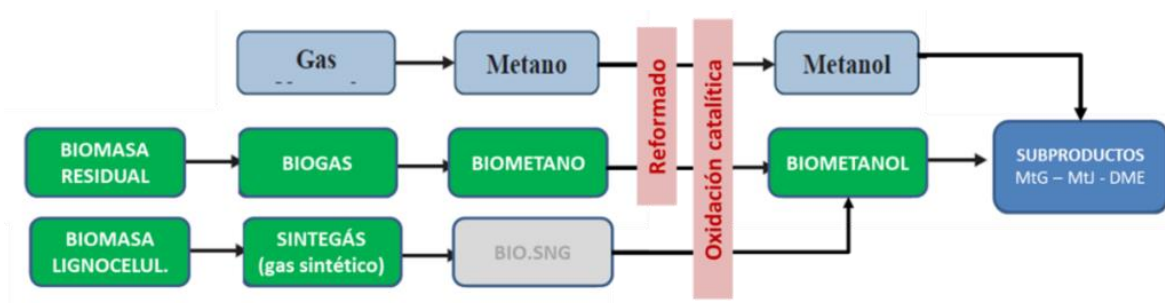 Gas
Metano
Reformado
Oxidación catalítica
Metanol
BIOMASA
RESIDUAL
BIOGAS
BIOMETANO
BIOMETANOL
SUBPRODUCTOS
MtG – MtJ - DME
BIOMASA
LIGNOCELUL.
SINTEGÁS
(gas sintético)
BIO.SNG